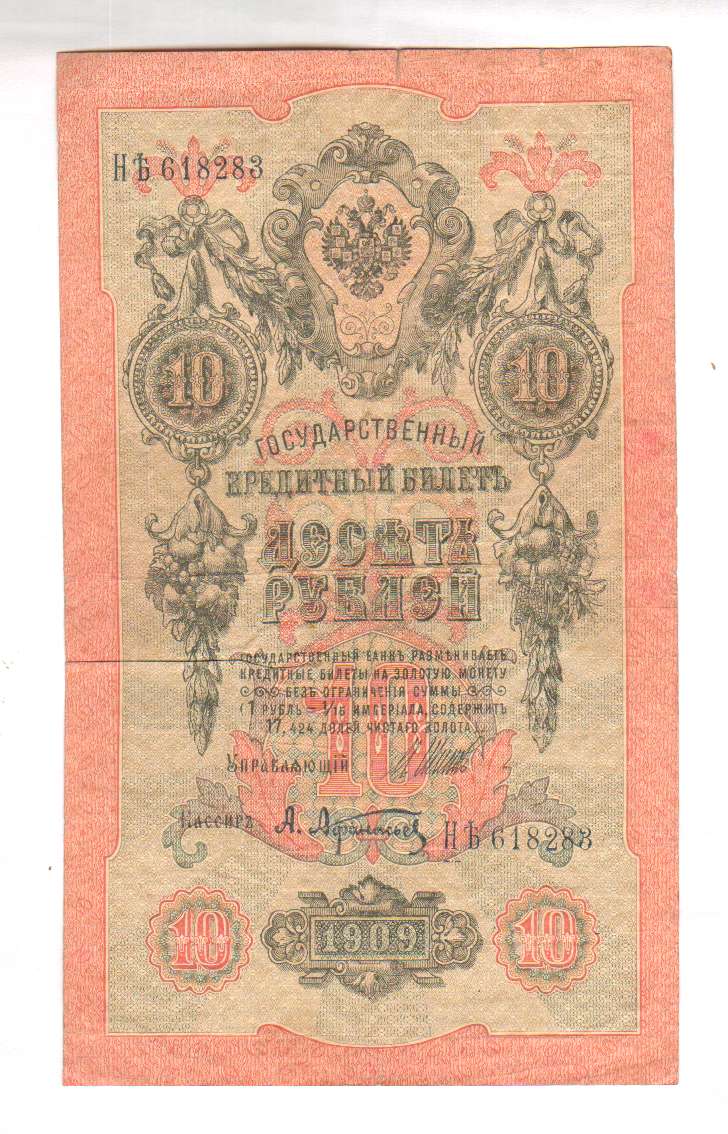 НѢ 618283
10 10
ГОСУДАРСТВЕННЫЙ
КРЕДИТНЫЙ БИЛЕТЪ
ДЕСЯТЬ
РУБЛЕЙ
ГОСУДАРСТВЕННЫЙ БАНКЪ РАЗМѢНИВАЕТЪ
КРЕДИТНЫЕ БИЛЕТЫ НА ЗОЛОТУЮ МОНЕТУ
БЕЗЪ ОГРАНИЧЕНІЯ СУММЫ
(1 РУБЛЬ = 1/15 ИМПЕРІАЛА, СОДЕРЖИТЪ
17,424 ДОЛЕЙ ЧИСТАГО ЗОЛОТА).
10
Управляющій
Кассиръ А. Афанасьев НѢ 618283
10 1909 10